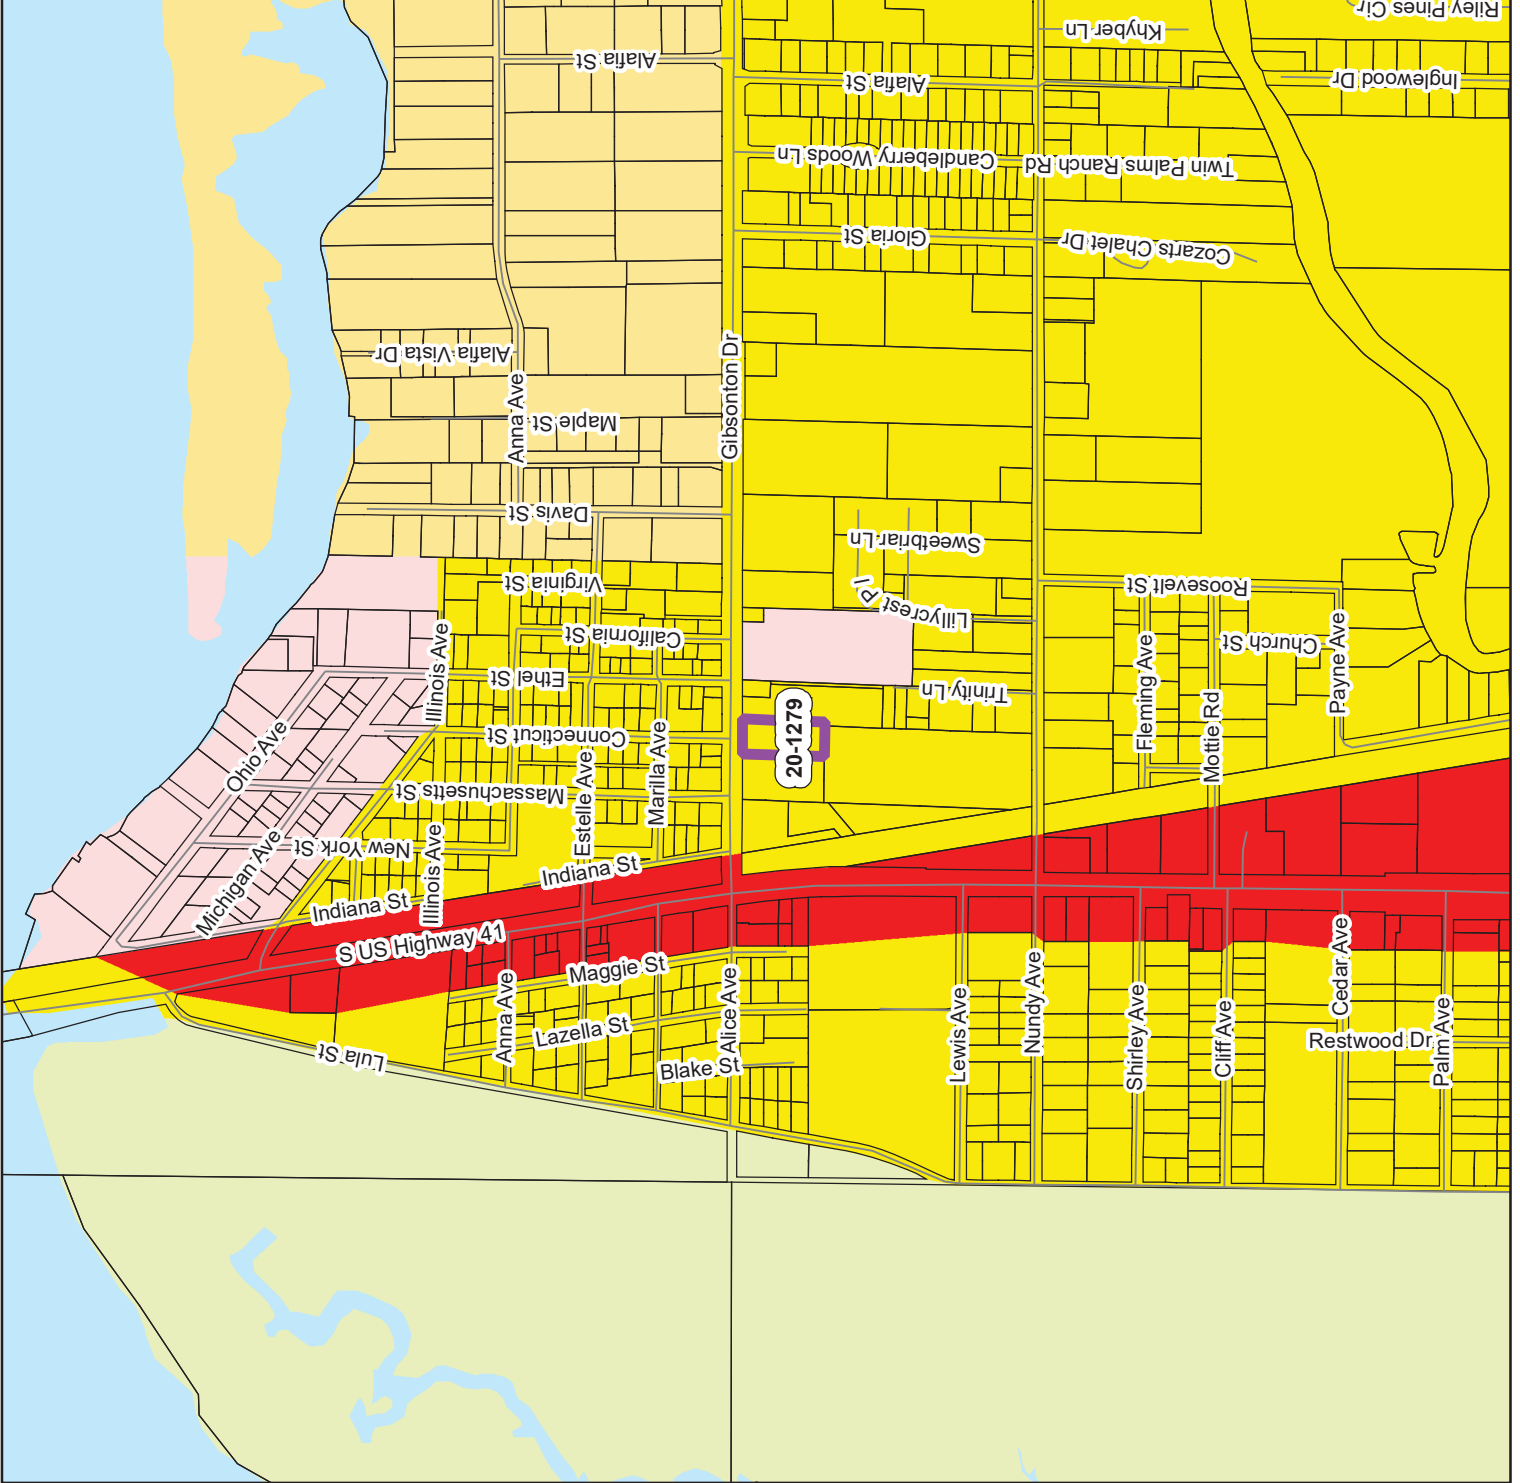 Riley Pines Cir
Khyber Ln
Alafia St
Alafia St
Inglewood Dr
Candleberry Woods Ln
Twin Palms Ranch Rd
Gloria St
Cozarts Chalet Dr
Alafia Vista Dr
Gibsonton Dr
Anna Ave
Maple St
Davis St
Sweetbriar Ln
Virginia St
Lillycrest Pl
Roosevelt St
California St
Church St
Illinois Ave
Fleming Ave
Payne Ave
Ethel St
Trinity Ln
Ohio Ave
Connecticut St
20-1279
Mottie Rd
Marilla Ave
Massachusetts St
Estelle Ave
New York St
Michigan Ave
Illinois Ave
Indiana St
Indiana St
S US Highway 41
Maggie St
Anna Ave
Alice Ave
Lewis Ave
Nundy Ave
Shirley Ave
Cliff Ave
Cedar Ave
Palm Ave
Lazella St
Restwood Dr
Lula St
Blake St